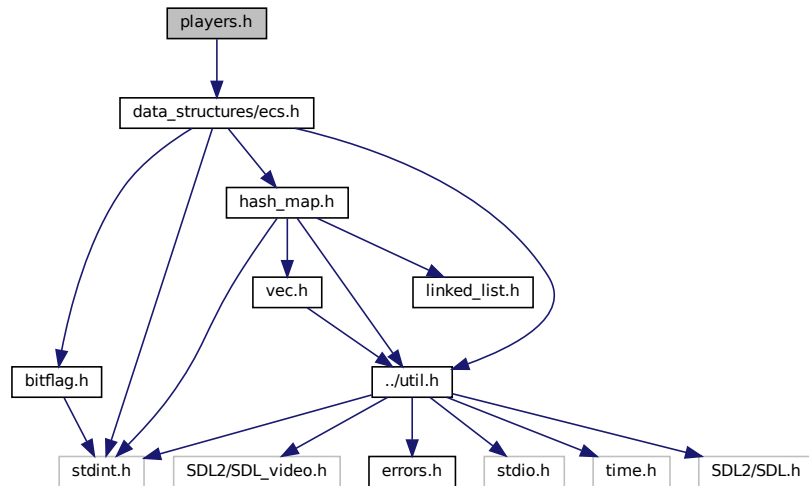 players.h
data_structures/ecs.h
hash_map.h
vec.h
linked_list.h
bitflag.h
../util.h
stdint.h
SDL2/SDL_video.h
errors.h
stdio.h
time.h
SDL2/SDL.h